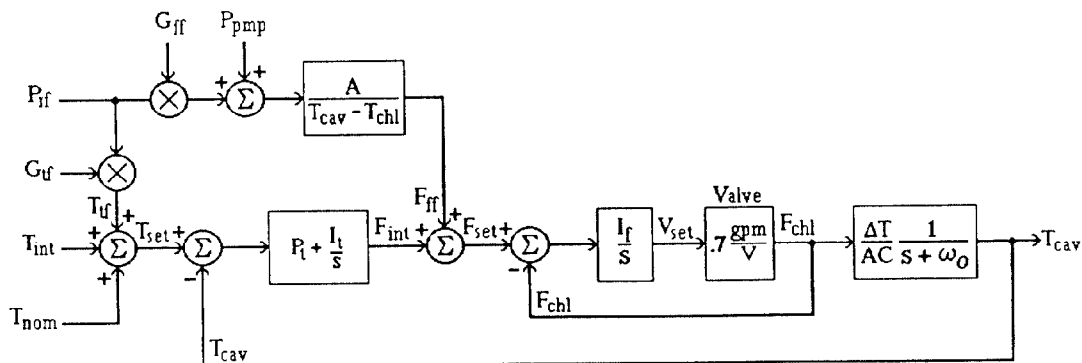 G_ff P_pmp
P_rf + + Σ A
T_cav - T_chl
G_tf
T_tf F_ff Valve
T_int + + T_set + Σ P_t + I_t/s F_int + + F_set + Σ I_f/s V_set .7 gpm/V F_chl ΔT/AC 1/(s + ω_o) T_cav
+ - - F_chl
T_nom T_cav